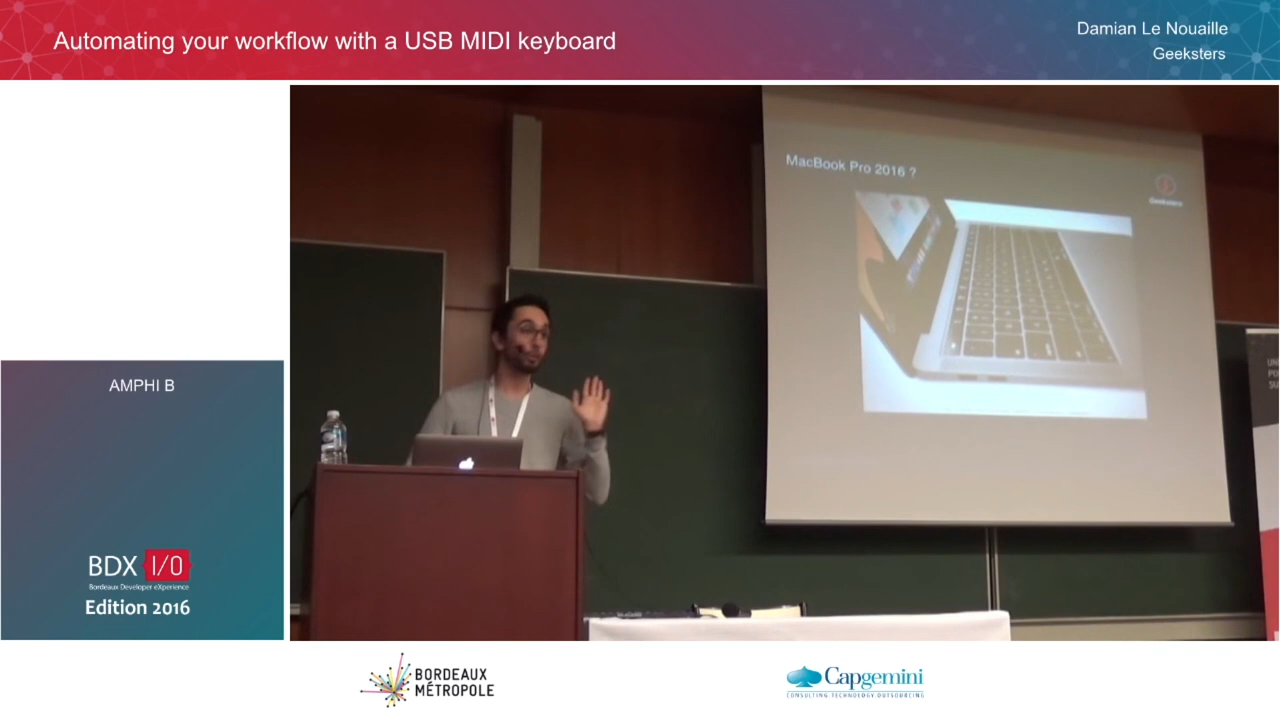 Automating your workflow with a USB MIDI keyboard
Damian Le Nouaille
Geeksters
MacBook Pro 2016 ?
Geeksters
AMPHI B
BDX I/O
Bordeaux Developer eXperience
Edition 2016
BORDEAUX
MÉTROPOLE
Capgemini
CONSULTING.TECHNOLOGY.OUTSOURCING